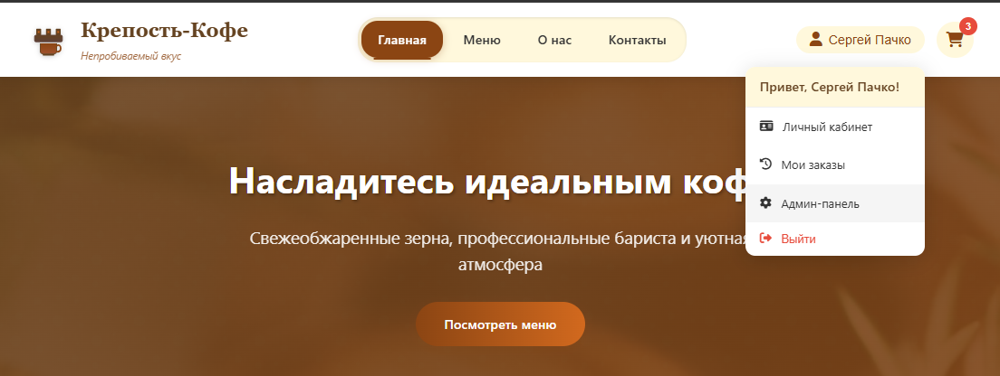 Крепость-Кофе
Непробиваемый вкус
Главная
Меню
О нас
Контакты
Сергей Пачко
3
Привет, Сергей Пачко!
Личный кабинет
Мои заказы
Админ-панель
Выйти
Насладитесь идеальным коф
Свежеобжаренные зерна, профессиональные бариста и уютная
атмосфера
Посмотреть меню